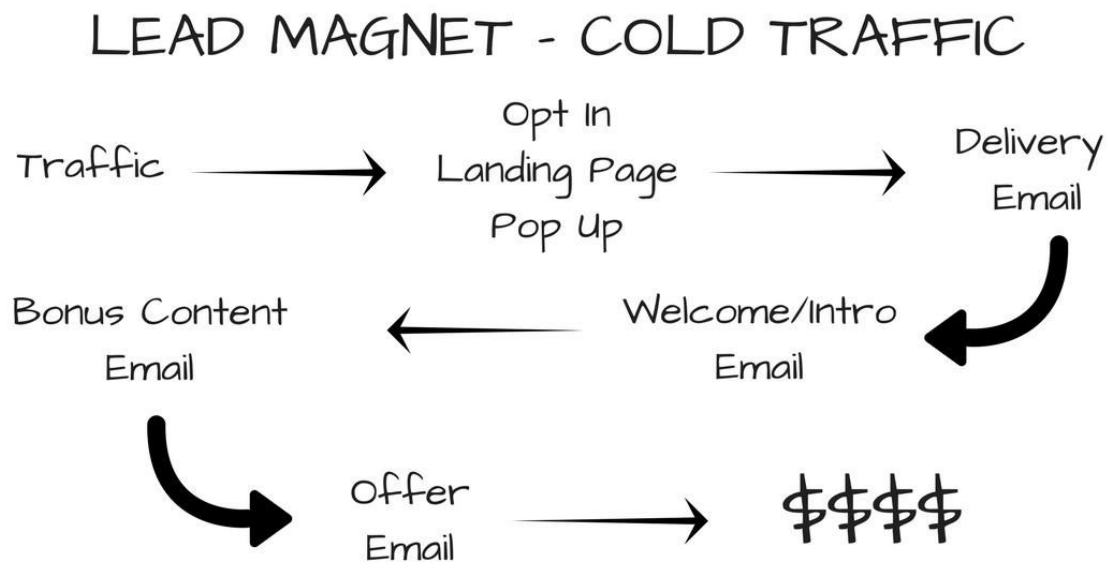 LEAD MAGNET - COLD TRAFFIC
Traffic
Opt In
Landing Page
Pop Up
Delivery
Email
Welcome/Intro
Email
Bonus Content
Email
Offer
Email
$$$$